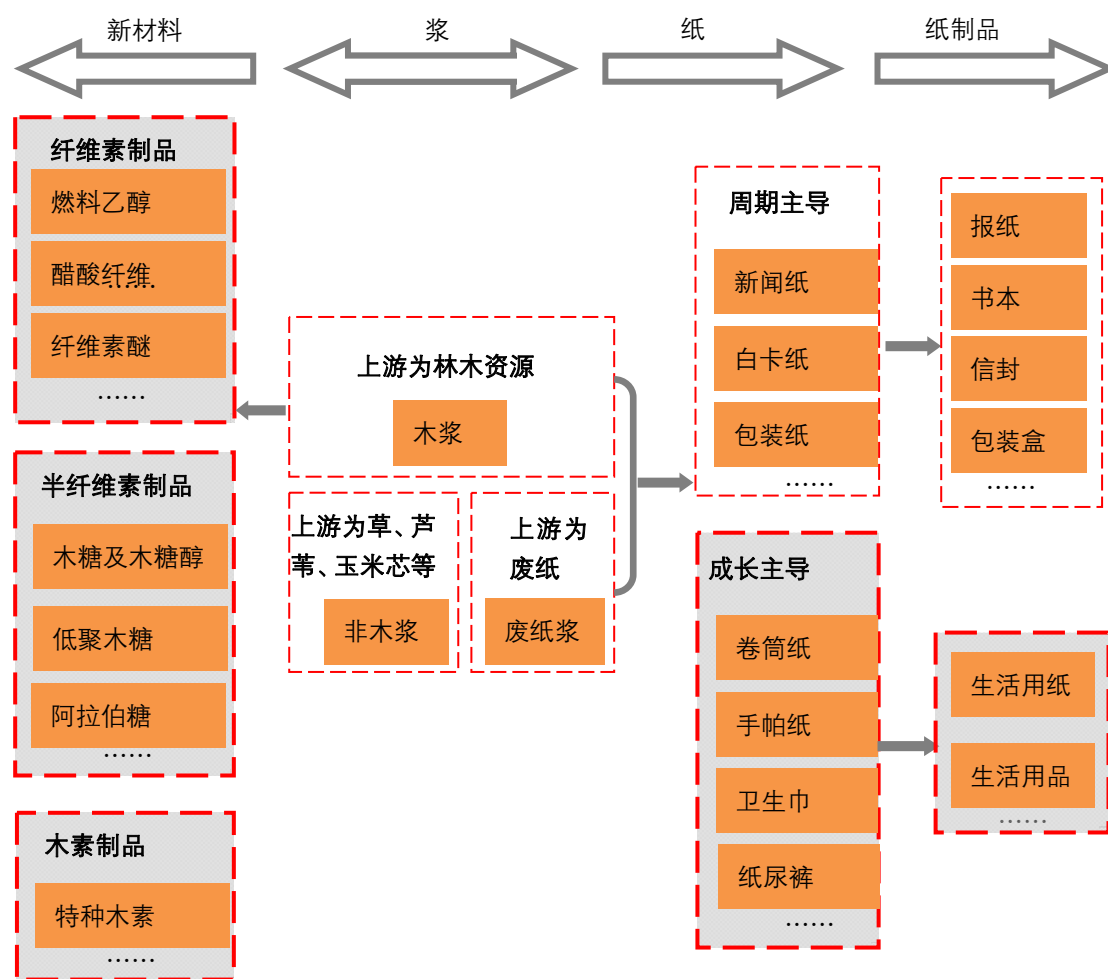 新材料
浆
纸
纸制品
纤维素制品
燃料乙醇
醋酸纤维
……
纤维素醚
……
半纤维素制品
木糖及木糖醇
低聚木糖
阿拉伯糖
……
木素制品
特种木素
……
上游为林木资源
木浆
上游为草、芦
苇、玉米芯等
非木浆
上游为
废纸
废纸浆
周期主导
新闻纸
白卡纸
包装纸
……
成长主导
卷筒纸
手帕纸
卫生巾
纸尿裤
……
报纸
书本
信封
包装盒
……
生活用纸
生活用品
……